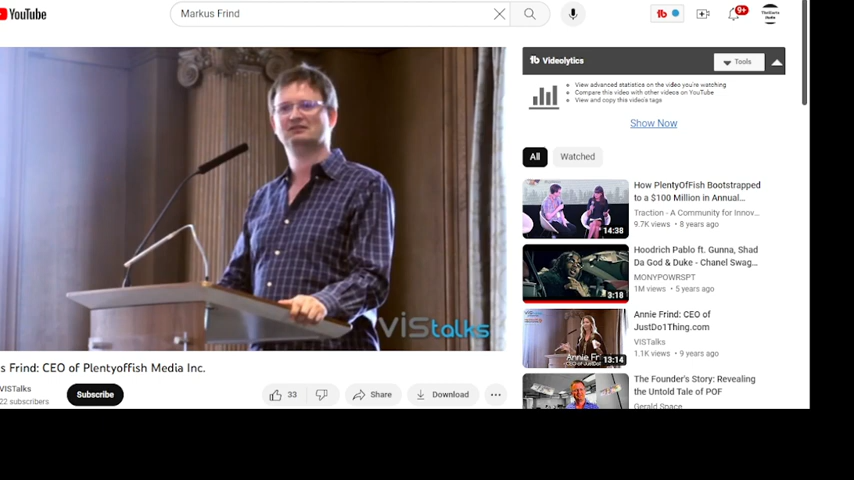 YouTube
Markus Frind
9+
Videolytics
Tools
View advanced statistics on the video you're watching
Compare this video with other videos on YouTube
View and copy this video's tags
Show Now
All
Watched
How PlentyOfFish Bootstrapped
to a $100 Million in Annual...
Traction - A Community for Innov...
9.7K views • 8 years ago
14:38
Hoodrich Pablo ft. Gunna, Shad
Da God & Duke - Chanel Swag...
MONYPOWRSPT
1M views • 5 years ago
3:18
Annie Frind: CEO of
JustDo1Thing.com
VISTalks
1.1K views • 9 years ago
Annie Fr
13:14
The Founder's Story: Revealing
the Untold Tale of POF
Gerald Space
vistalks
s Frind: CEO of Plentyoffish Media Inc.
VISTalks
22 subscribers
Subscribe
33
Share
Download